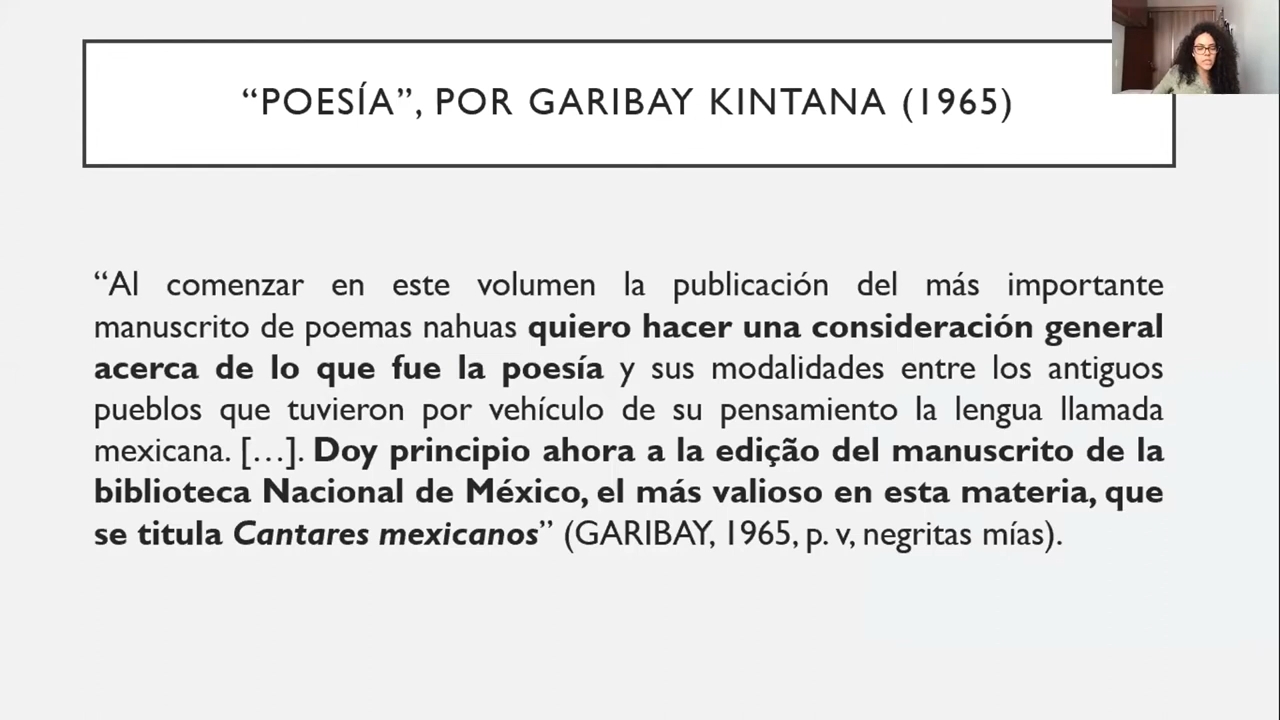 “POESÍA”, POR GARIBAY KINTANA (1965)
“Al comenzar en este volumen la publicación del más importante
manuscrito de poemas nahuas quiero hacer una consideración general
acerca de lo que fue la poesía y sus modalidades entre los antiguos
pueblos que tuvieron por vehículo de su pensamiento la lengua llamada
mexicana. […]. Doy principio ahora a la edição del manuscrito de la
biblioteca Nacional de México, el más valioso en esta materia, que
se titula Cantares mexicanos” (GARIBAY, 1965, p. v, negritas mías).